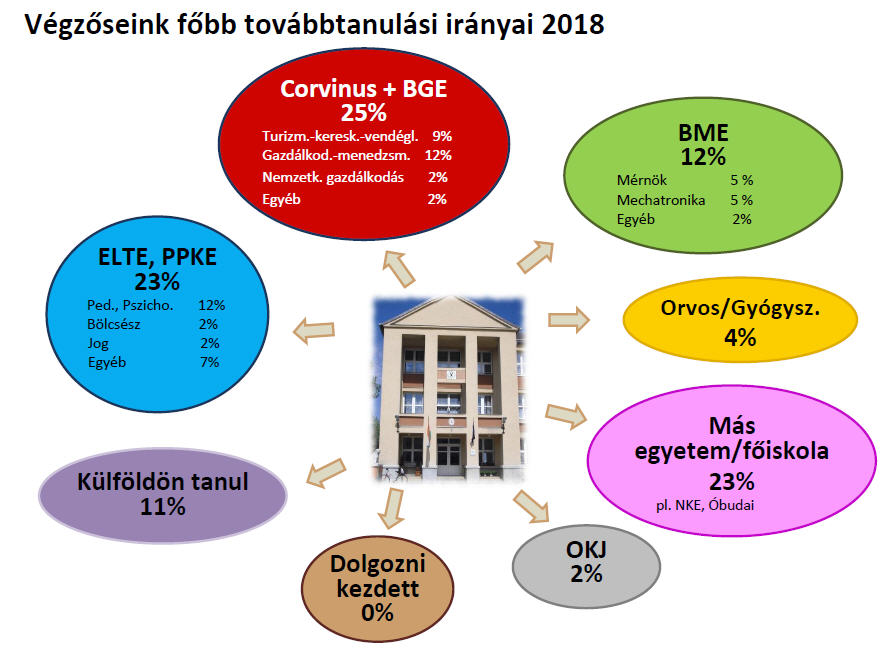 Végzőseink főbb továbbtanulási irányai 2018
Corvinus + BGE
25%
Turizm.-keresk.-vendégl. 9%
Gazdálkod.-menedzsm. 12%
Nemzetk. gazdálkodás 2%
Egyéb 2%
BME
12%
Mérnök 5 %
Mechatronika 5 %
Egyéb 2%
ELTE, PPKE
23%
Ped., Pszicho. 12%
Bölcsész 2%
Jog 2%
Egyéb 7%
Orvos/Gyógysz.
4%
Más
egyetem/főiskola
23%
pl. NKE, Óbudai
Külföldön tanul
11%
OKJ
2%
Dolgozni
kezdett
0%